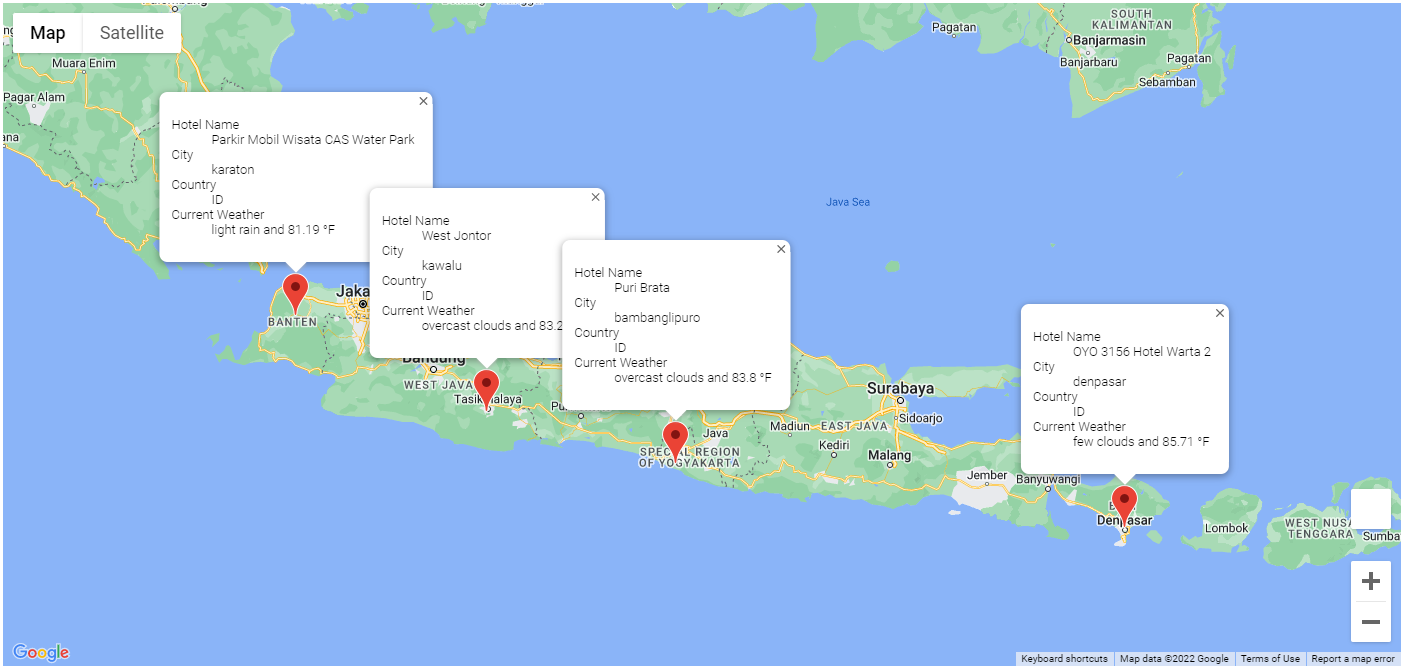 Map
Satellite
Muara Enim
Pagar Alam
Pagatan
SOUTH
KALIMANTAN
Banjarmasin
Banjarbaru
Pagatan
Sebamban
Java Sea
Hotel Name
Parkir Mobil Wisata CAS Water Park
City
karaton
Country
ID
Current Weather
light rain and 81.19 °F
Hotel Name
West Jontor
City
kawalu
Country
ID
Current Weather
overcast clouds and 83.2
Hotel Name
Puri Brata
City
bambanglipuro
Country
ID
Current Weather
overcast clouds and 83.8 °F
Hotel Name
OYO 3156 Hotel Warta 2
City
denpasar
Country
ID
Current Weather
few clouds and 85.71 °F
BANTEN
Jaka
Bandung
WEST JAVA
Tasikmalaya
Java
SPECIAL REGION
OF YOGYAKARTA
Madiun
EAST JAVA
Kediri
Surabaya
Sidoarjo
Malang
Jember
Banyuwangi
Denpasar
Lombok
WEST NUSA
TENGGARA
Sumba
Google
Keyboard shortcuts
Map data ©2022 Google
Terms of Use
Report a map error